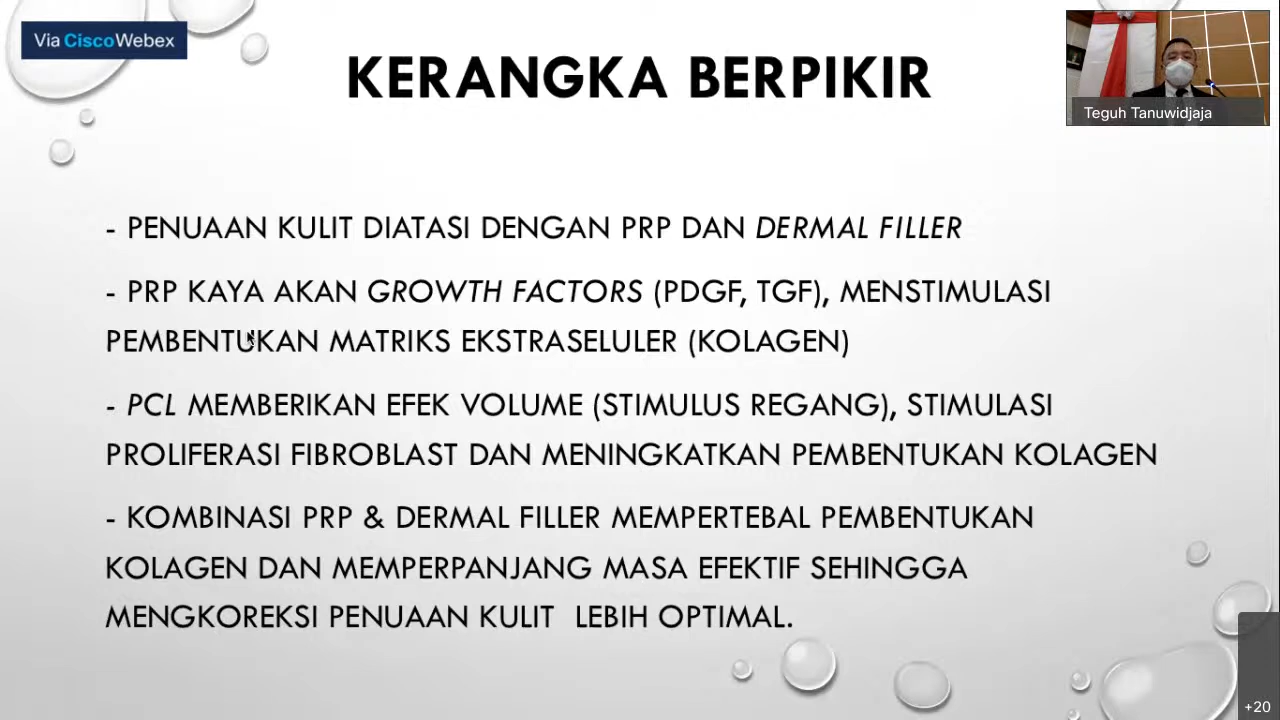 Via Cisco Webex
KERANGKA BERPIKIR
Teguh Tanuwidjaja
- PENUAAN KULIT DIATASI DENGAN PRP DAN DERMAL FILLER
- PRP KAYA AKAN GROWTH FACTORS (PDGF, TGF), MENSTIMULASI
PEMBENTUKAN MATRIKS EKSTRASELULER (KOLAGEN)
- PCL MEMBERIKAN EFEK VOLUME (STIMULUS REGANG), STIMULASI
PROLIFERASI FIBROBLAST DAN MENINGKATKAN PEMBENTUKAN KOLAGEN
- KOMBINASI PRP & DERMAL FILLER MEMPERTEBAL PEMBENTUKAN
KOLAGEN DAN MEMPERPANJANG MASA EFEKTIF SEHINGGA
MENGKOREKSI PENUAAN KULIT LEBIH OPTIMAL.
+20